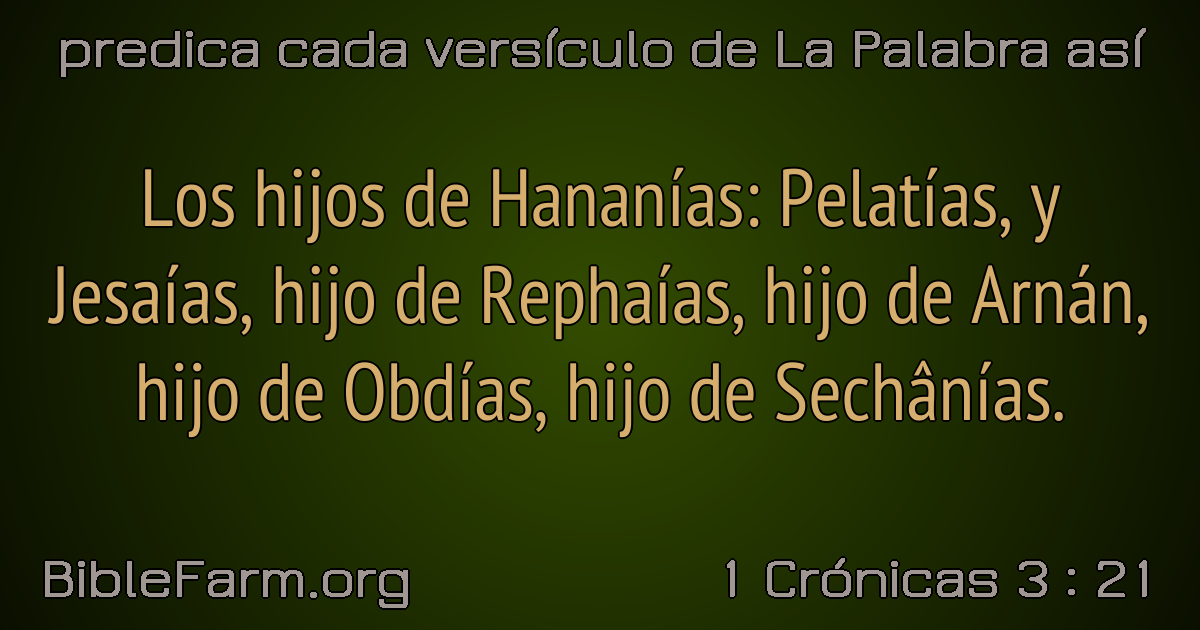 predica cada versículo de La Palabra así
Los hijos de Hananías: Pelatías, y
Jesaías, hijo de Rephaías, hijo de Arnán,
hijo de Obdías, hijo de Sechânías.
BibleFarm.org
1 Crónicas 3 : 21